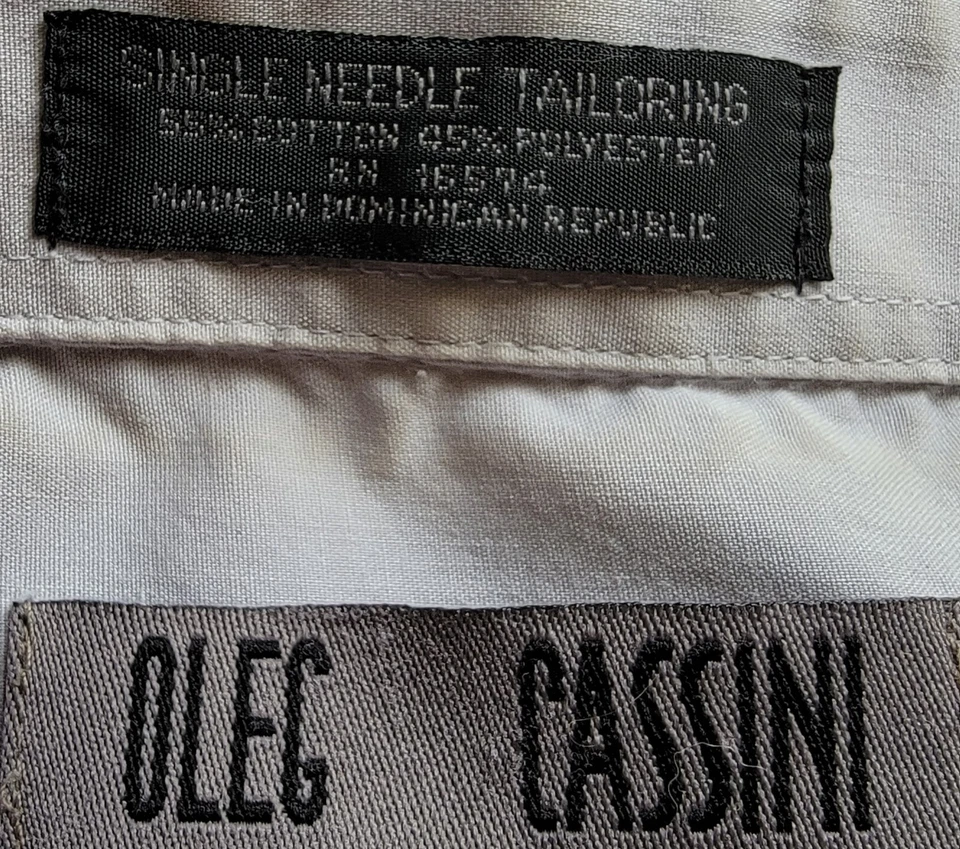 SINGLE NEEDLE TAILORING
55% COTTON 45% POLYESTER
RN 16574
MADE IN DOMINICAN REPUBLIC
OLEG CASSINI